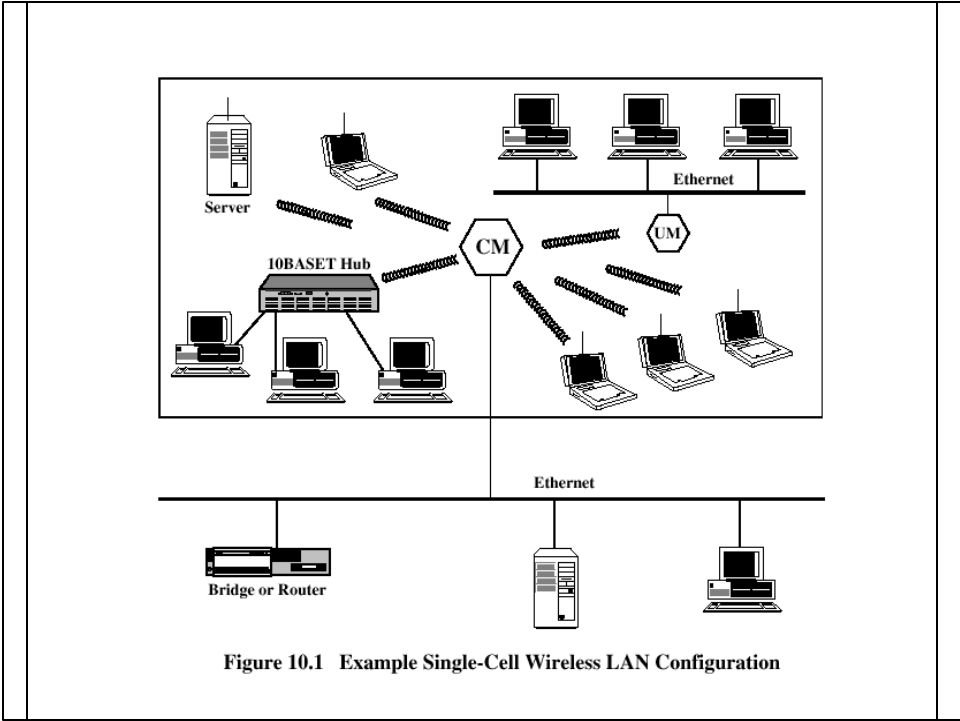 Ethernet
Server
UM
CM
10BASET Hub
Ethernet
Bridge or Router
Figure 10.1 Example Single-Cell Wireless LAN Configuration